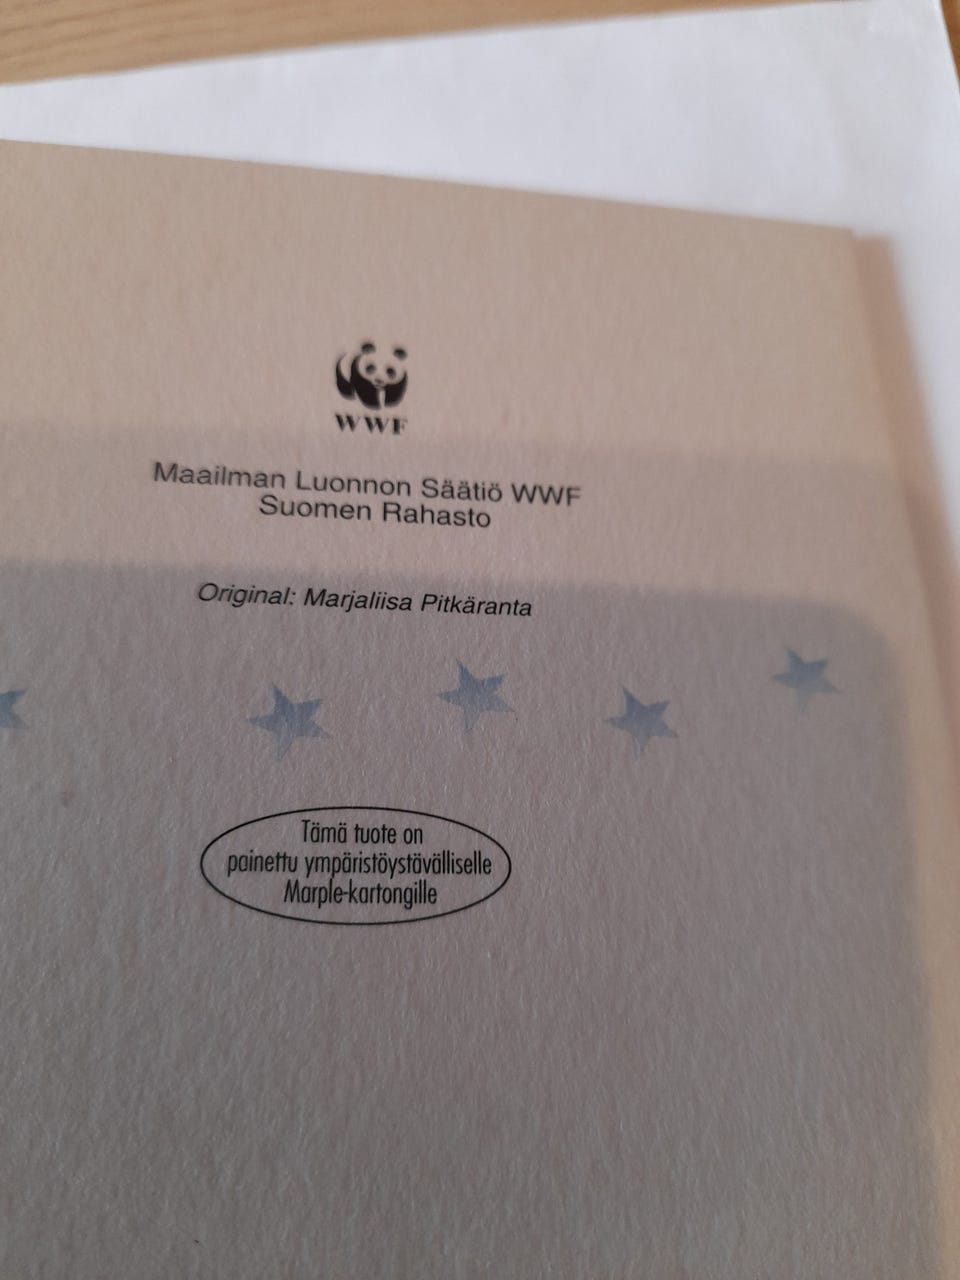 WWF
Maailman Luonnon Säätiö WWF
Suomen Rahasto
Original: Marjaliisa Pitkäranta
Tämä tuote on
painettu ympäristöystävälliselle
Marple-kartongille